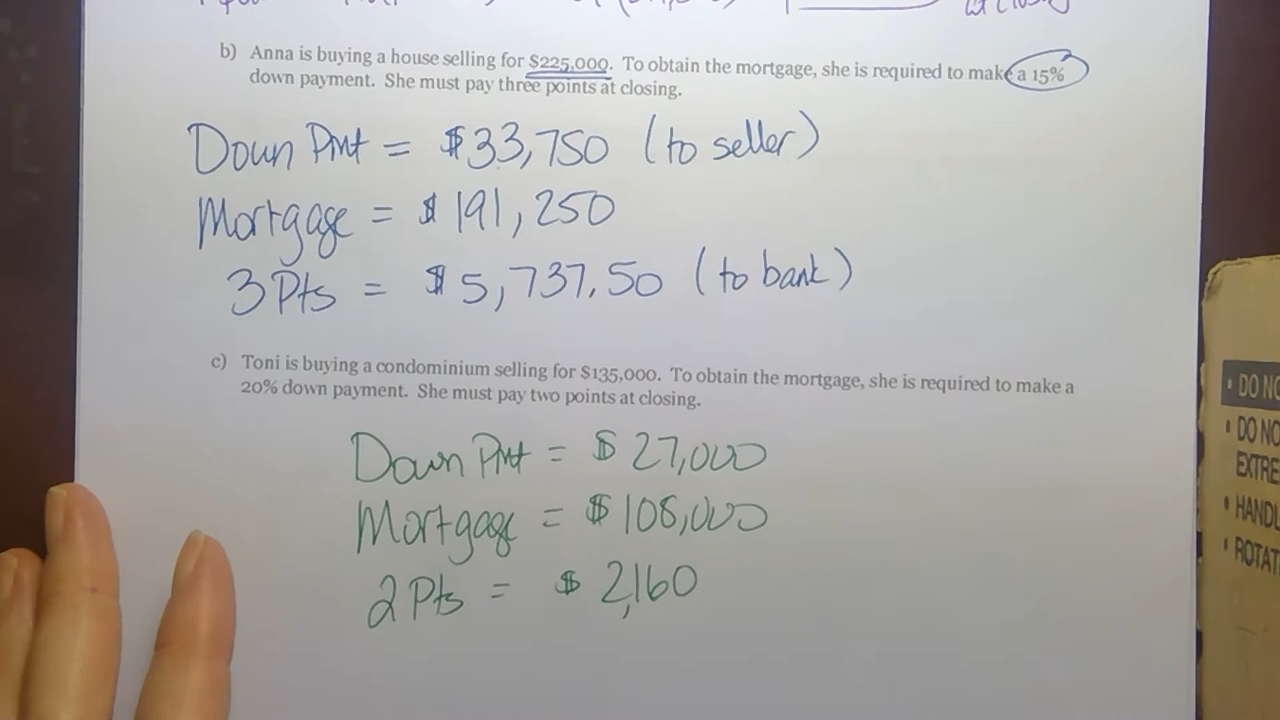 b) Anna is buying a house selling for $225,000. To obtain the mortgage, she is required to make a 15%
down payment. She must pay three points at closing.
Down Pmt = $33,750 (to seller)
Mortgage = $191,250
3 Pts = $5,737.50 (to bank)
c) Toni is buying a condominium selling for $135,000. To obtain the mortgage, she is required to make a
20% down payment. She must pay two points at closing.
Down Pmt = $27,000
Mortgage = $108,000
2 Pts = $2,160
• DO NO
• DO NO
EXTRE
• HANDL
• ROTAT